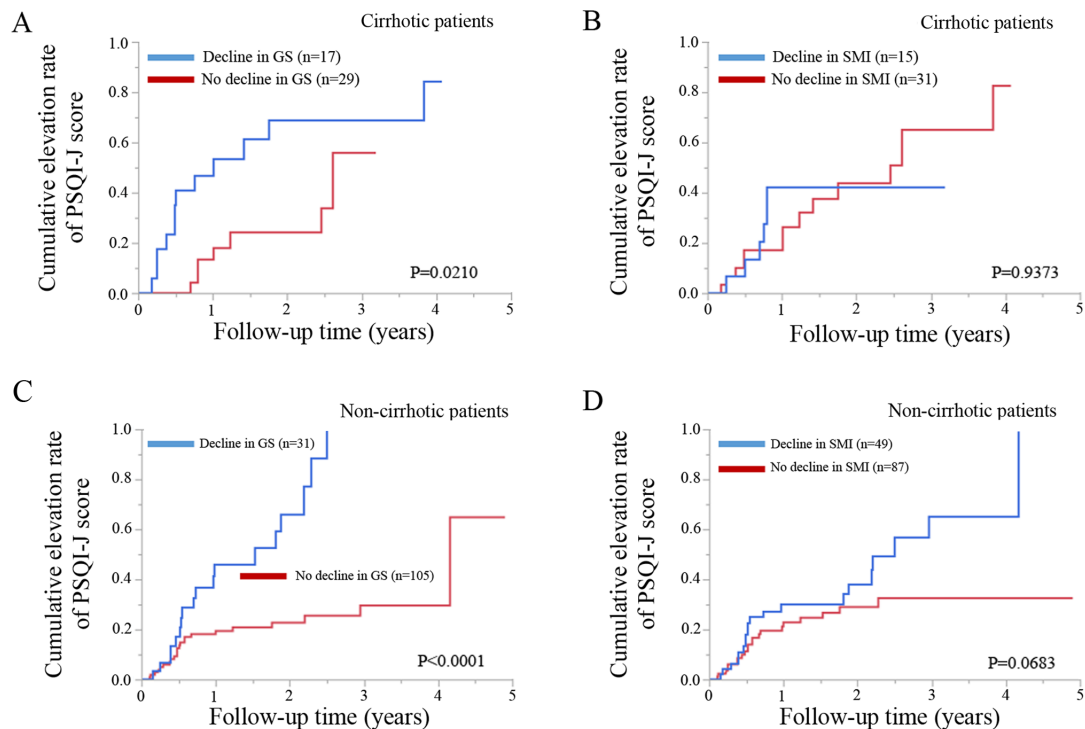 A
Cirrhotic patients
Cumulative elevation rate
of PSQI-J score
1.0
0.8
0.6
0.4
0.2
0.0
Decline in GS (n=17)
No decline in GS (n=29)
P=0.0210
0 1 2 3 4 5
Follow-up time (years)
B
Cirrhotic patients
Cumulative elevation rate
of PSQI-J score
1.0
0.8
0.6
0.4
0.2
0.0
Decline in SMI (n=15)
No decline in SMI (n=31)
P=0.9373
0 1 2 3 4 5
Follow-up time (years)
C
Non-cirrhotic patients
Cumulative elevation rate
of PSQI-J score
1.0
0.8
0.6
0.4
0.2
0.0
Decline in GS (n=31)
No decline in GS (n=105)
P<0.0001
0 1 2 3 4 5
Follow-up time (years)
D
Non-cirrhotic patients
Cumulative elevation rate
of PSQI-J score
1.0
0.8
0.6
0.4
0.2
0.0
Decline in SMI (n=49)
No decline in SMI (n=87)
P=0.0683
0 1 2 3 4 5
Follow-up time (years)